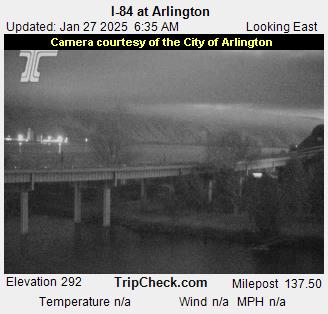 I-84 at Arlington
Updated: Jan 27 2025 6:35 AM Looking East
Camera courtesy of the City of Arlington
Elevation 292 TripCheck.com Milepost 137.50
Temperature n/a Wind n/a MPH n/a